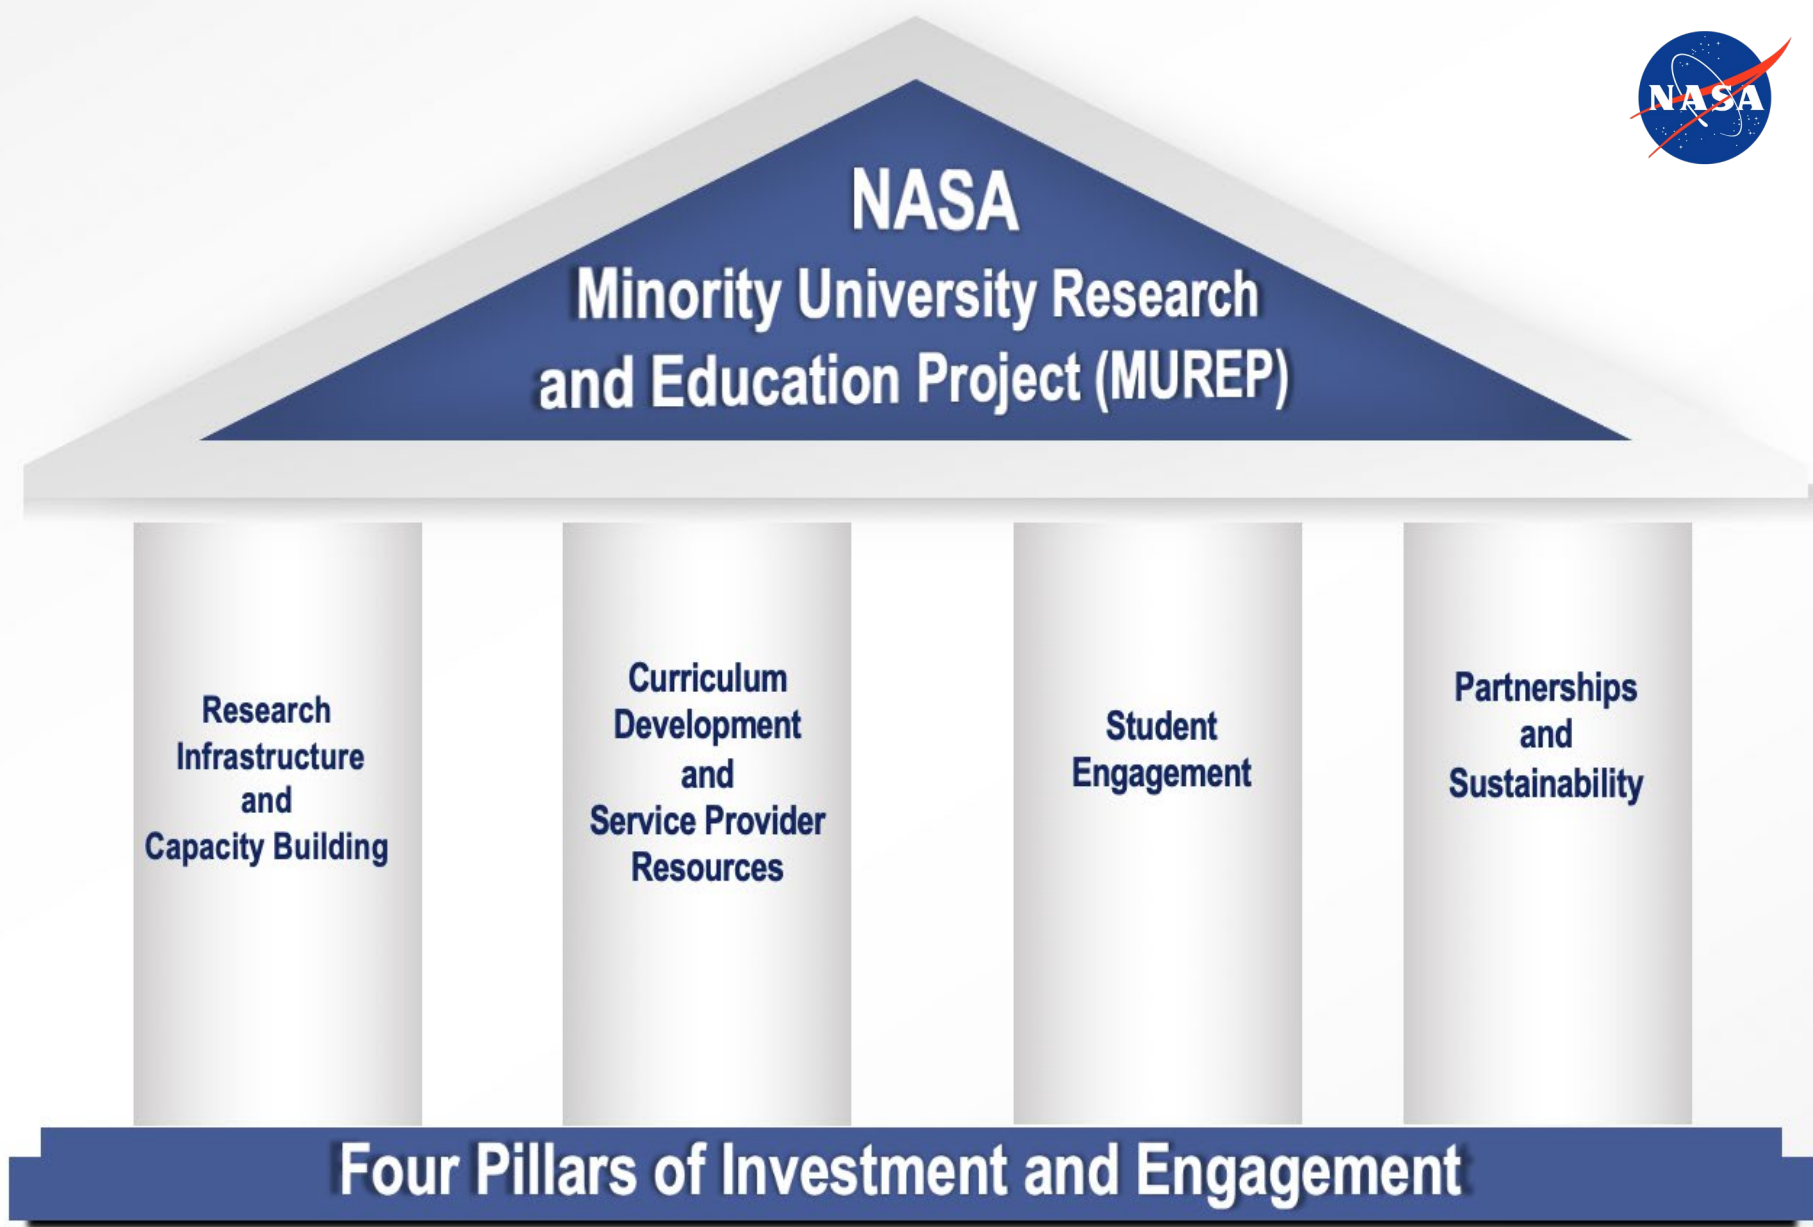 NASA
NASA
Minority University Research
and Education Project (MUREP)
Research
Infrastructure
and
Capacity Building
Curriculum
Development
and
Service Provider
Resources
Student
Engagement
Partnerships
and
Sustainability
Four Pillars of Investment and Engagement